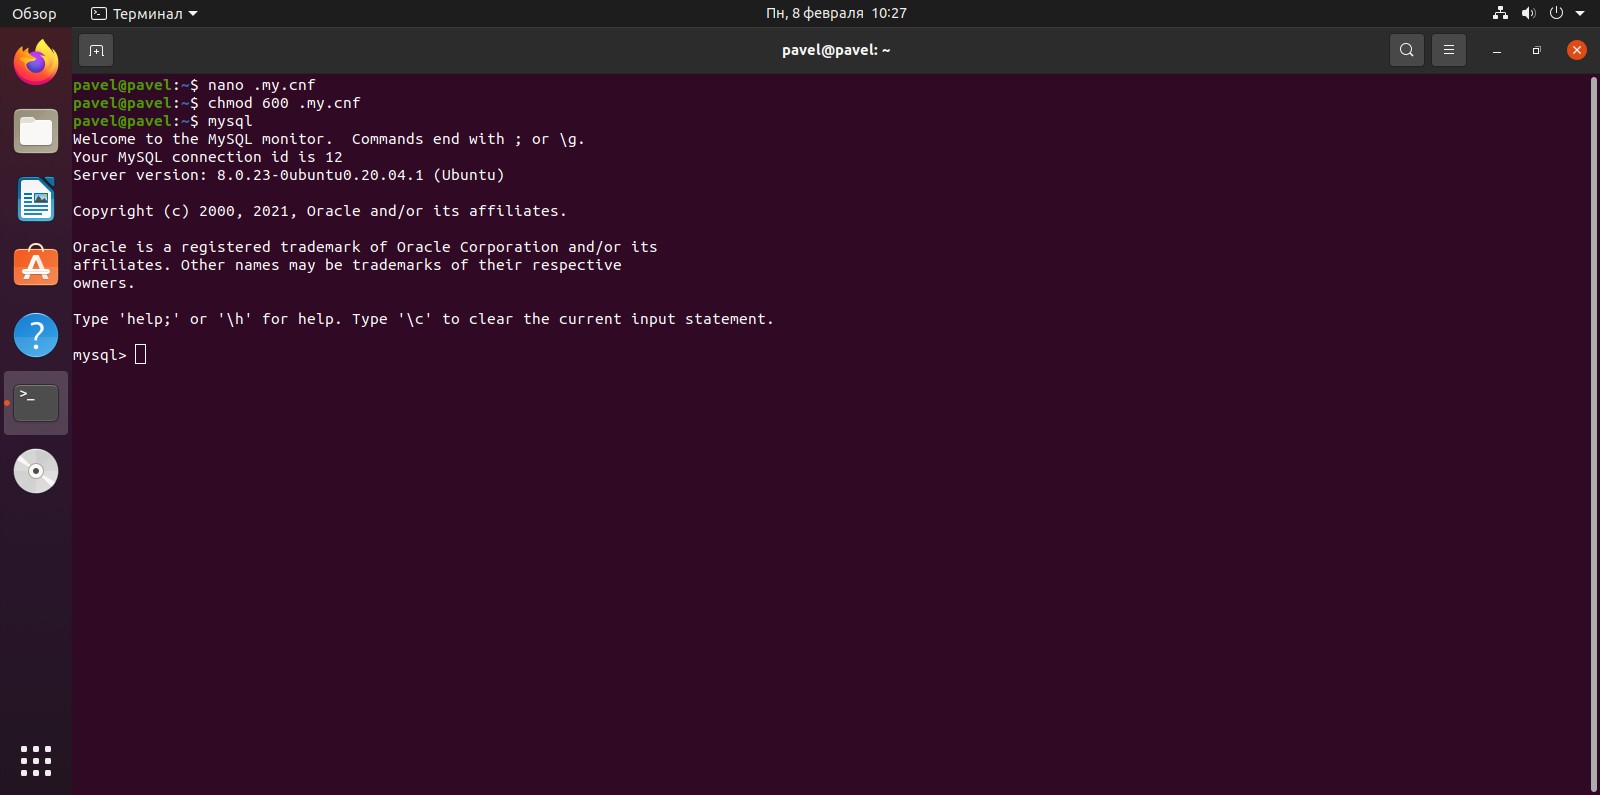 Обзор
Терминал
Пн, 8 февраля 10:27
pavel@pavel: ~
pavel@pavel:~$ nano .my.cnf
pavel@pavel:~$ chmod 600 .my.cnf
pavel@pavel:~$ mysql
Welcome to the MySQL monitor.  Commands end with ; or \g.
Your MySQL connection id is 12
Server version: 8.0.23-0ubuntu0.20.04.1 (Ubuntu)
Copyright (c) 2000, 2021, Oracle and/or its affiliates.
Oracle is a registered trademark of Oracle Corporation and/or its
affiliates. Other names may be trademarks of their respective
owners.
Type 'help;' or '\h' for help. Type '\c' to clear the current input statement.
mysql>